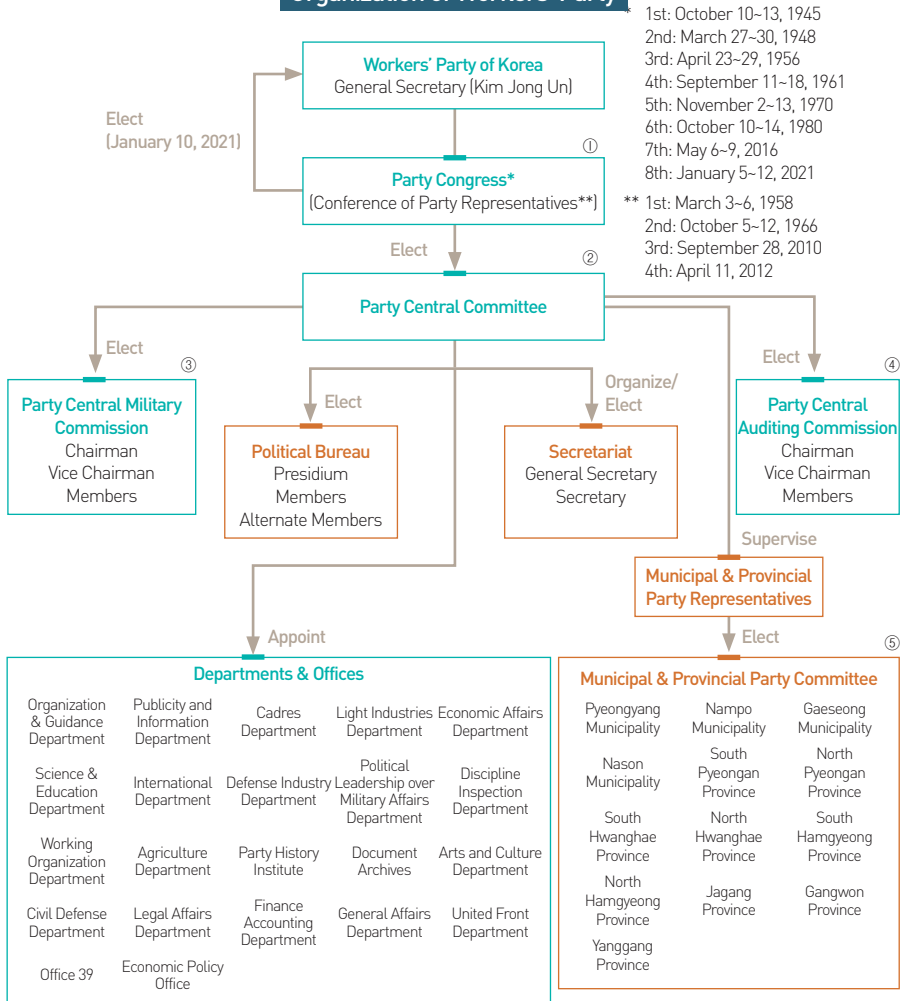 Organization of Workers' Party
* 1st: October 10~13, 1945
2nd: March 27~30, 1948
3rd: April 23~29, 1956
4th: September 11~18, 1961
5th: November 2~13, 1970
6th: October 10~14, 1980
7th: May 6~9, 2016
8th: January 5~12, 2021
** 1st: March 3~6, 1958
2nd: October 5~12, 1966
3rd: September 28, 2010
4th: April 11, 2012
Workers' Party of Korea
General Secretary (Kim Jong Un)
Elect
(January 10, 2021)
①
Party Congress*
(Conference of Party Representatives**)
Elect
②
Party Central Committee
Elect
③
Party Central Military
Commission
Chairman
Vice Chairman
Members
Elect
Political Bureau
Presidium
Members
Alternate Members
Organize/
Elect
Secretariat
General Secretary
Secretary
Elect
④
Party Central
Auditing Commission
Chairman
Vice Chairman
Members
Supervise
Municipal & Provincial
Party Representatives
Appoint
Departments & Offices
Organization
& Guidance
Department
Publicity and
Information
Department
Cadres
Department
Light Industries
Department
Economic Affairs
Department
Science &
Education
Department
International
Department
Defense Industry
Department
Political
Leadership over
Military Affairs
Department
Discipline
Inspection
Department
Working
Organization
Department
Agriculture
Department
Party History
Institute
Document
Archives
Arts and Culture
Department
Civil Defense
Department
Legal Affairs
Department
Finance
Accounting
Department
General Affairs
Department
United Front
Department
Office 39
Economic Policy
Office
Elect
⑤
Municipal & Provincial Party Committee
Pyeongyang
Municipality
Nampo
Municipality
Gaeseong
Municipality
Nason
Municipality
South
Pyeongan
Province
North
Pyeongan
Province
South
Hwanghae
Province
North
Hwanghae
Province
South
Hamgyeong
Province
North
Hamgyeong
Province
Jagang
Province
Gangwon
Province
Yanggang
Province